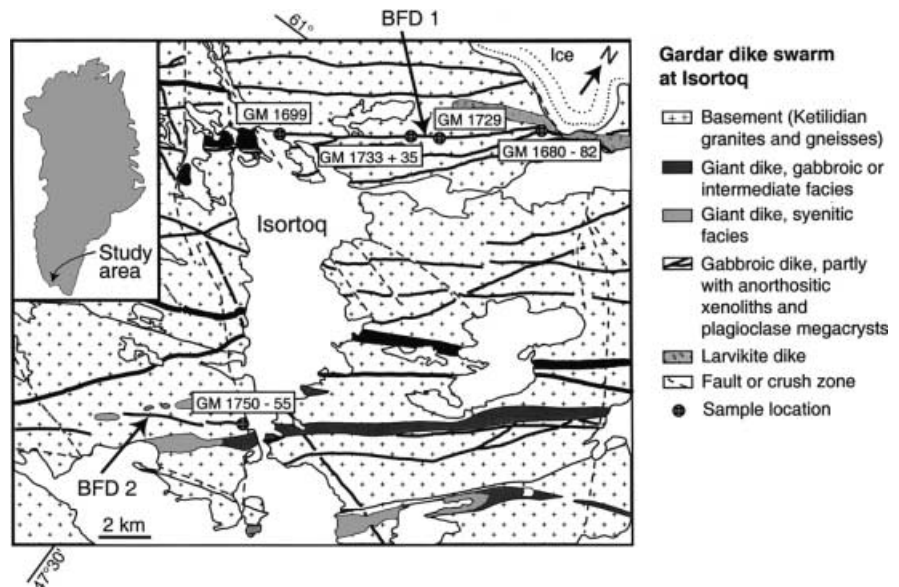 61°
BFD 1
Ice
N
GM 1699
GM 1729
GM 1733 + 35
GM 1680 - 82
Isortoq
Study
area
GM 1750 - 55
BFD 2
2 km
47°30'
Gardar dike swarm
at Isortoq
Basement (Ketilidian
granites and gneisses)
Giant dike, gabbroic or
intermediate facies
Giant dike, syenitic
facies
Gabbroic dike, partly
with anorthositic
xenoliths and
plagioclase megacrysts
Larvikite dike
Fault or crush zone
Sample location